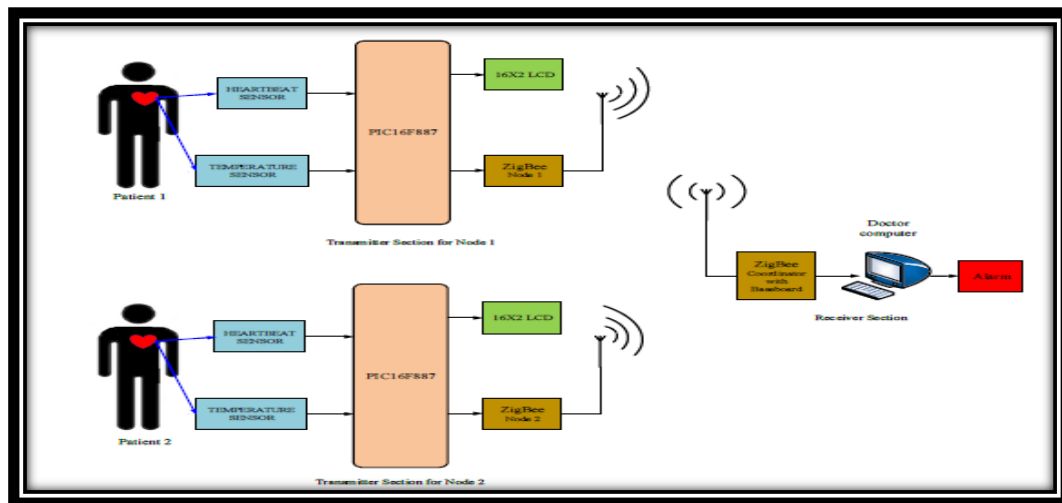 HEARTBEAT
SENSOR
TEMPERATURE
SENSOR
Patient 1
PIC16F887
16X2 LCD
ZigBee
Node 1
Transmitter Section for Node 1
HEARTBEAT
SENSOR
TEMPERATURE
SENSOR
Patient 2
PIC16F887
16X2 LCD
ZigBee
Node 2
Transmitter Section for Node 2
ZigBee
Coordinator
with
Baseboard
Doctor
computer
Alarm
Receiver Section